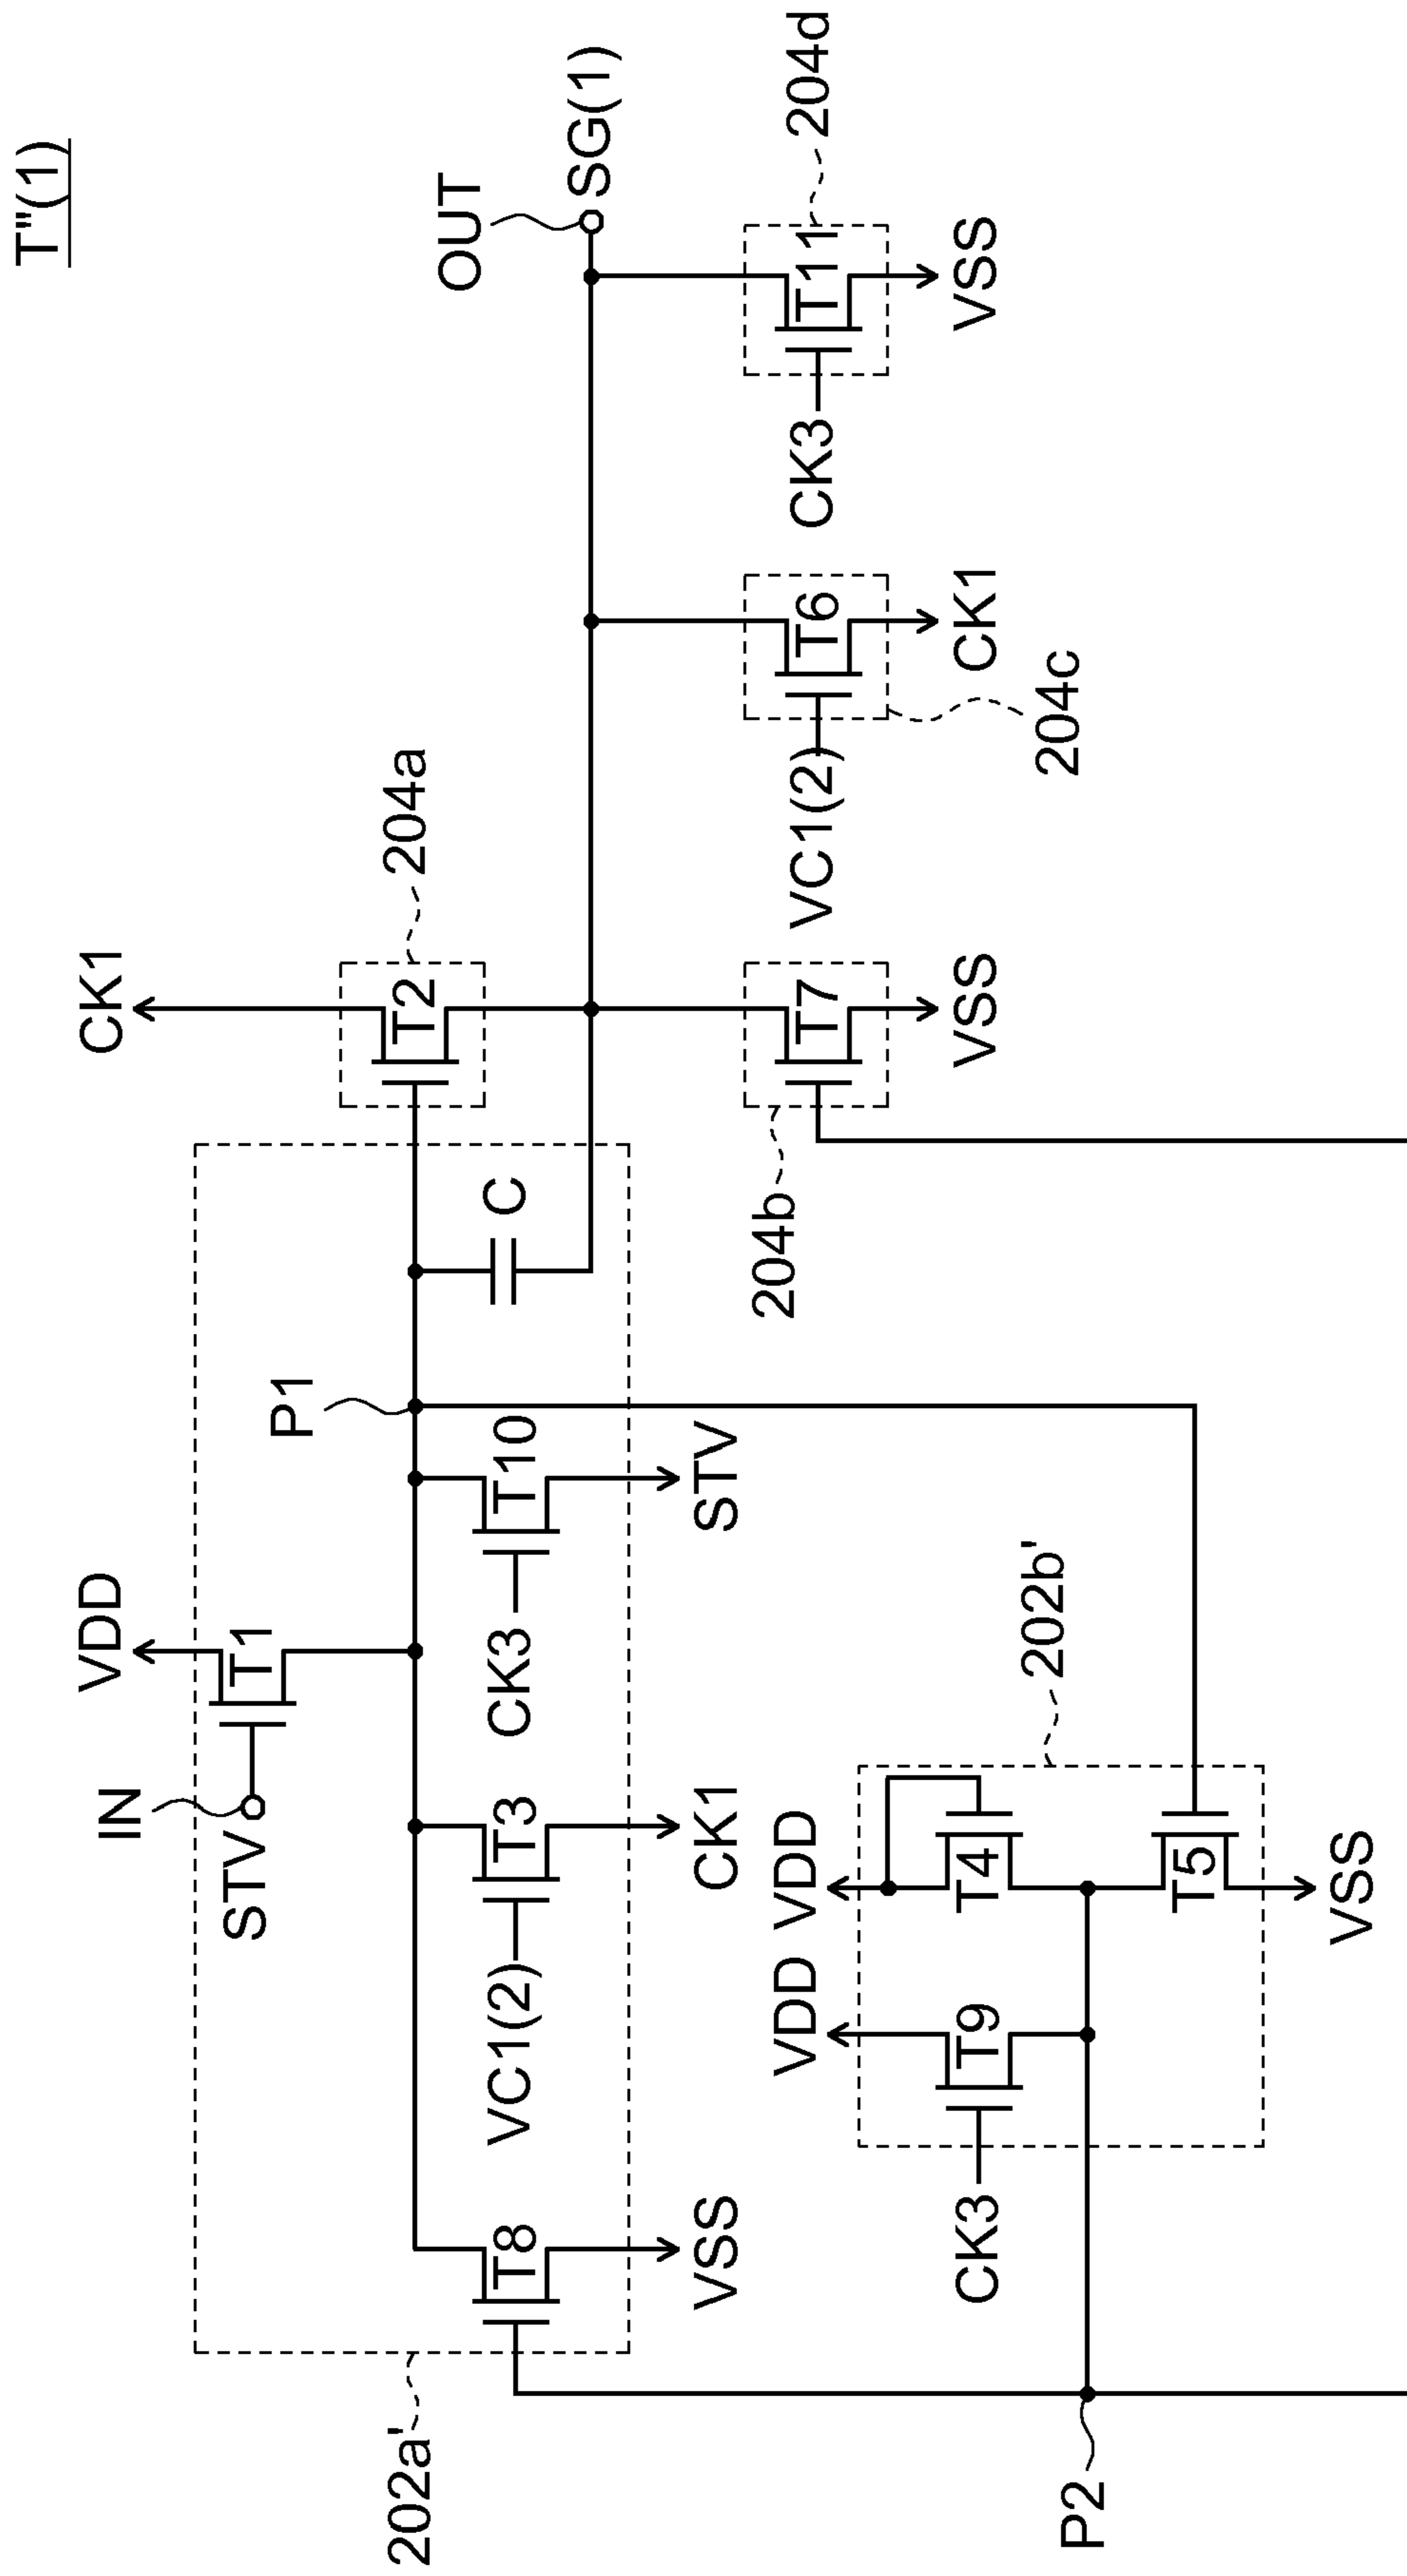 T"(1)
CK1
VDD
IN
STV
T1
P1
204a
T2
OUT
SG(1)
202a'
T8
VC1(2)
T3
CK3
T10
C
VSS
CK1
STV
204b
T7
VC1(2)
T6
CK3
T11
204d
VSS
CK1
VSS
204c
VDD
VDD
202b'
CK3
T9
T4
P2
T5
VSS